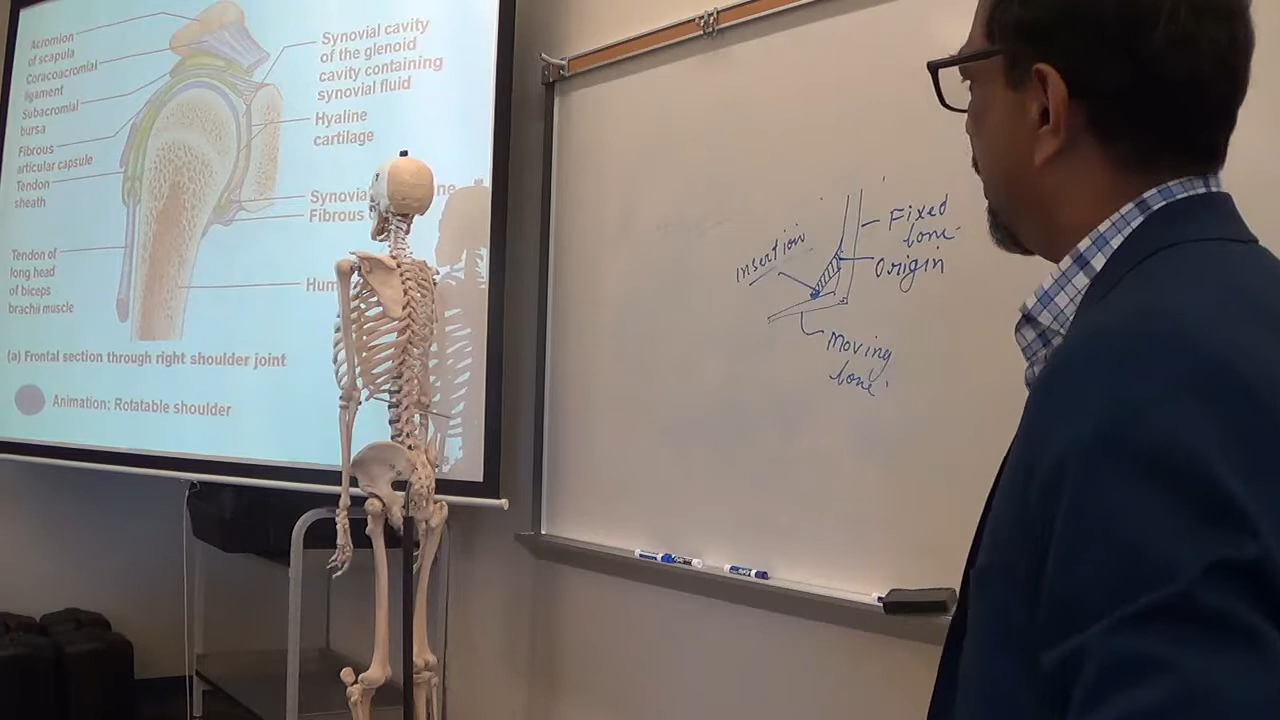 Acromion
of scapula
Coracoacromial
ligament
Subacromial
bursa
Fibrous
articular capsule
Tendon
sheath
Tendon of
long head
of biceps
brachii muscle
Synovial cavity
of the glenoid
cavity containing
synovial fluid
Hyaline
cartilage
Synovia ne
Fibrous
Hum
(a) Frontal section through right shoulder joint
Animation: Rotatable shoulder
Insertion
Fixed
bone
Origin
Moving
bone